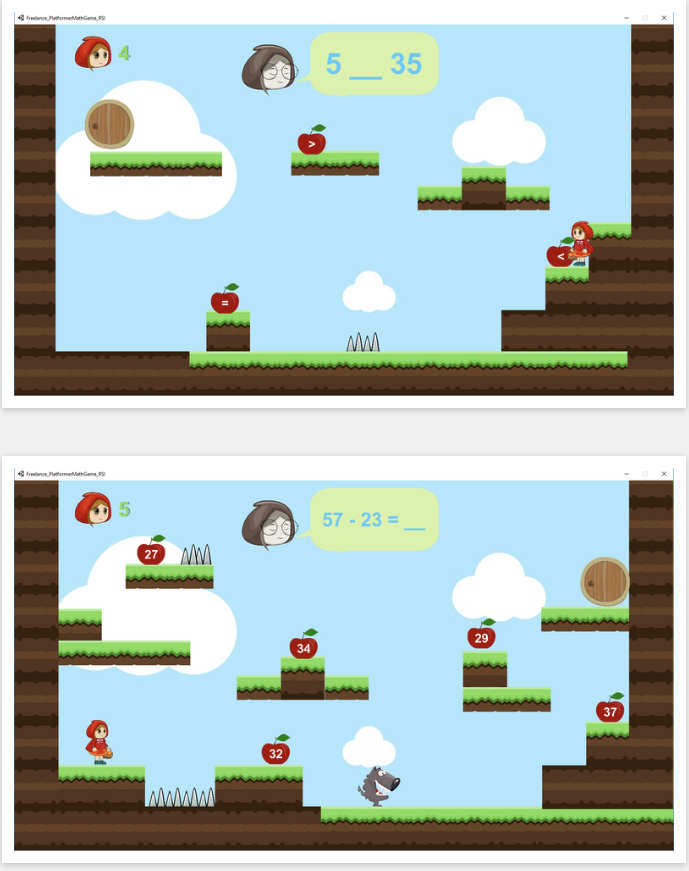 Freelance_PlatformerMathGame_RSI
4
5 __ 35
>
<
=
Freelance_PlatformerMathGame_RSI
5
57 - 23 = __
27
34
29
37
32